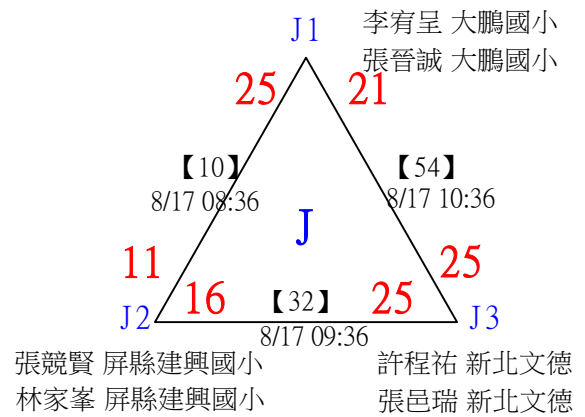 J1
李宥呈 大鵬國小
張晉誠 大鵬國小
25
21
【10】
8/17 08:36
【54】
8/17 10:36
J
11
25
16
【32】
25
J2
J3
8/17 09:36
張競賢 屏縣建興國小
林家峯 屏縣建興國小
許程祐 新北文德
張邑瑞 新北文德